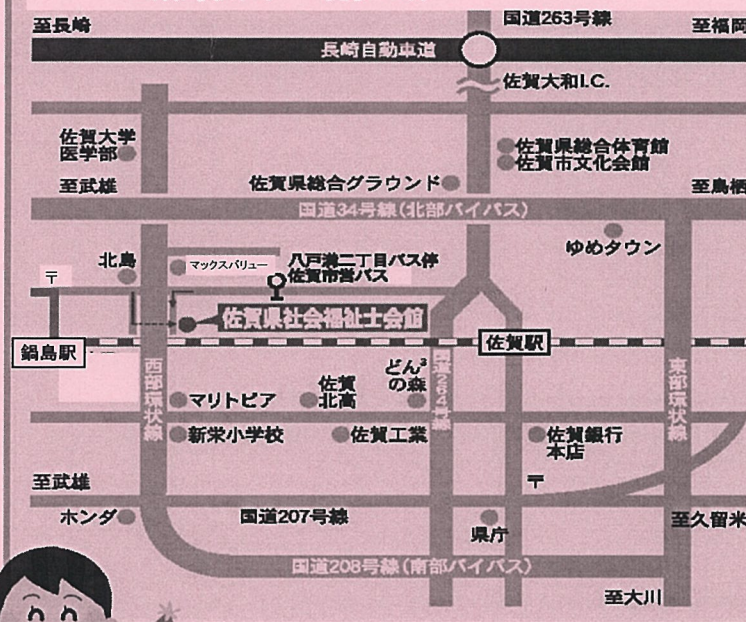 国道263号線
至長崎
至福岡
長崎自動車道
佐賀大和I.C.
佐賀大学
医学部
佐賀県総合体育館
佐賀市文化会館
至武雄
佐賀県総合グラウンド
至鳥栖
国道34号線(北部バイパス)
ゆめタウン
北島
マックスバリュー
八戸溝二丁目バス停
佐賀市営バス
〒
佐賀県社会福祉士会館
鍋島駅
佐賀駅
西部環状線
国道264号線
東部環状線
どん3
の森
佐賀
北高
マリトピア
新栄小学校
佐賀工業
佐賀銀行
本店
至武雄
〒
ホンダ
国道207号線
県庁
至久留米
国道208号線(南部バイパス)
至大川